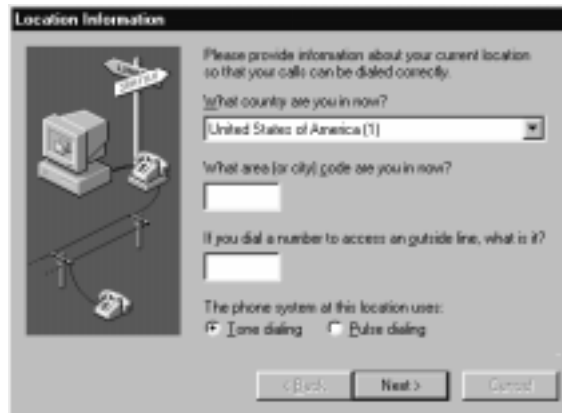 Location Information
Please provide information about your current location
so that your calls can be dialed correctly.
What country are you in now?
United States of America (1)
What area (or city) code are you in now?
If you dial a number to access an outside line, what is it?
The phone system at this location uses:
Tone dialing
Pulse dialing
< Back
Next >
Cancel